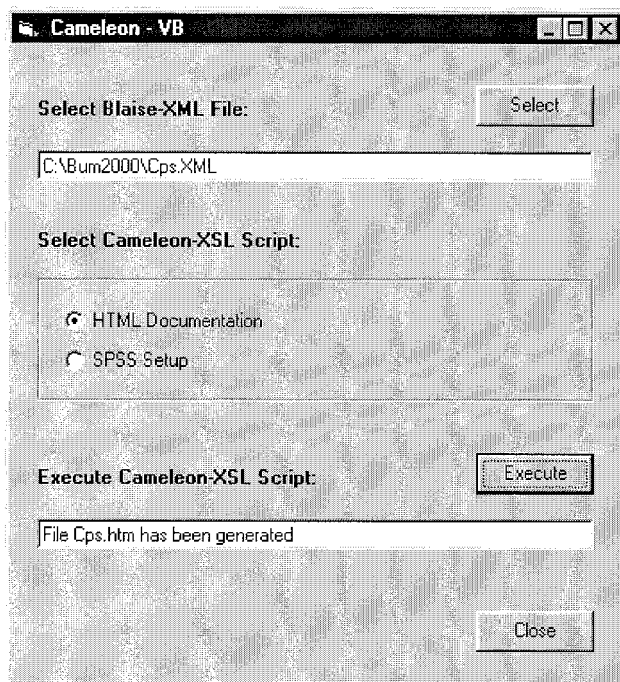 Cameleon - VB
Select Blaise-XML File:
Select
C:\Bum2000\Cps.XML
Select Cameleon-XSL Script:
HTML Documentation
SPSS Setup
Execute Cameleon-XSL Script:
Execute
File Cps.htm has been generated
Close